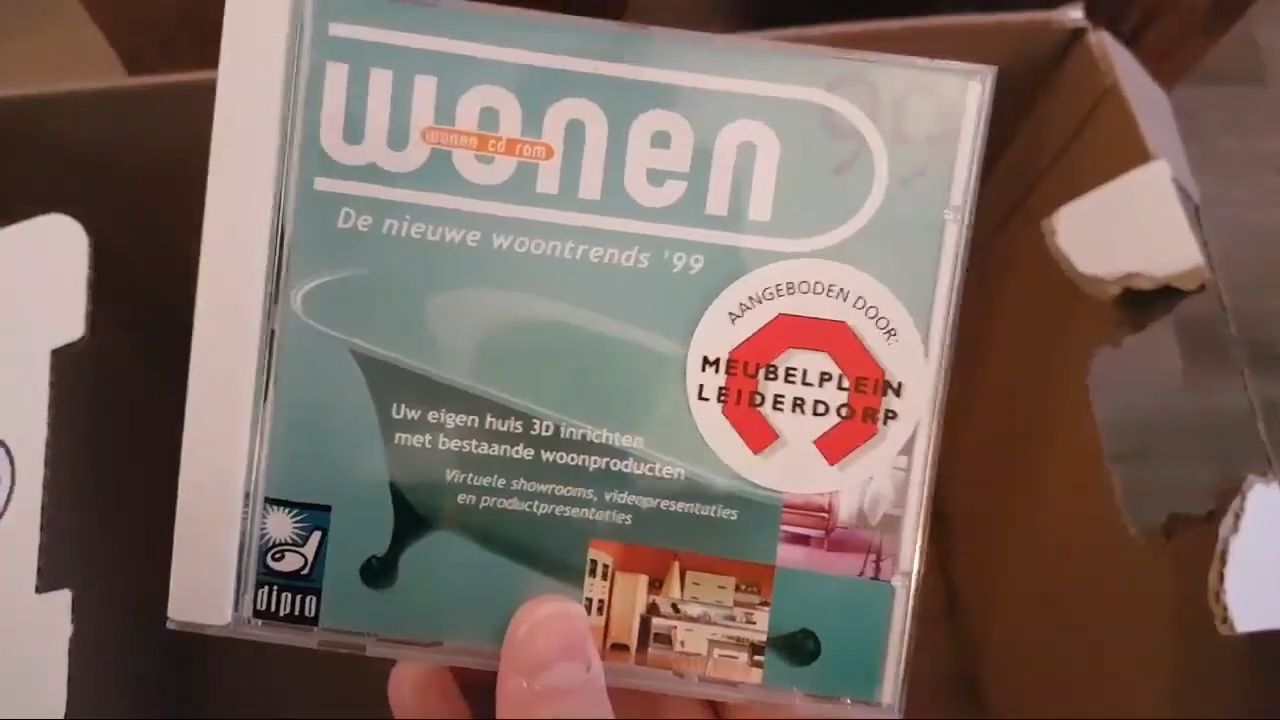 wonen
wonen cd rom
De nieuwe woontrends '99
AANGEBODEN DOOR:
MEUBELPLEIN
LEIDERDORP
Uw eigen huis 3D inrichten
met bestaande woonproducten
Virtuele showrooms, videopresentaties
en productpresentaties
d
dipro